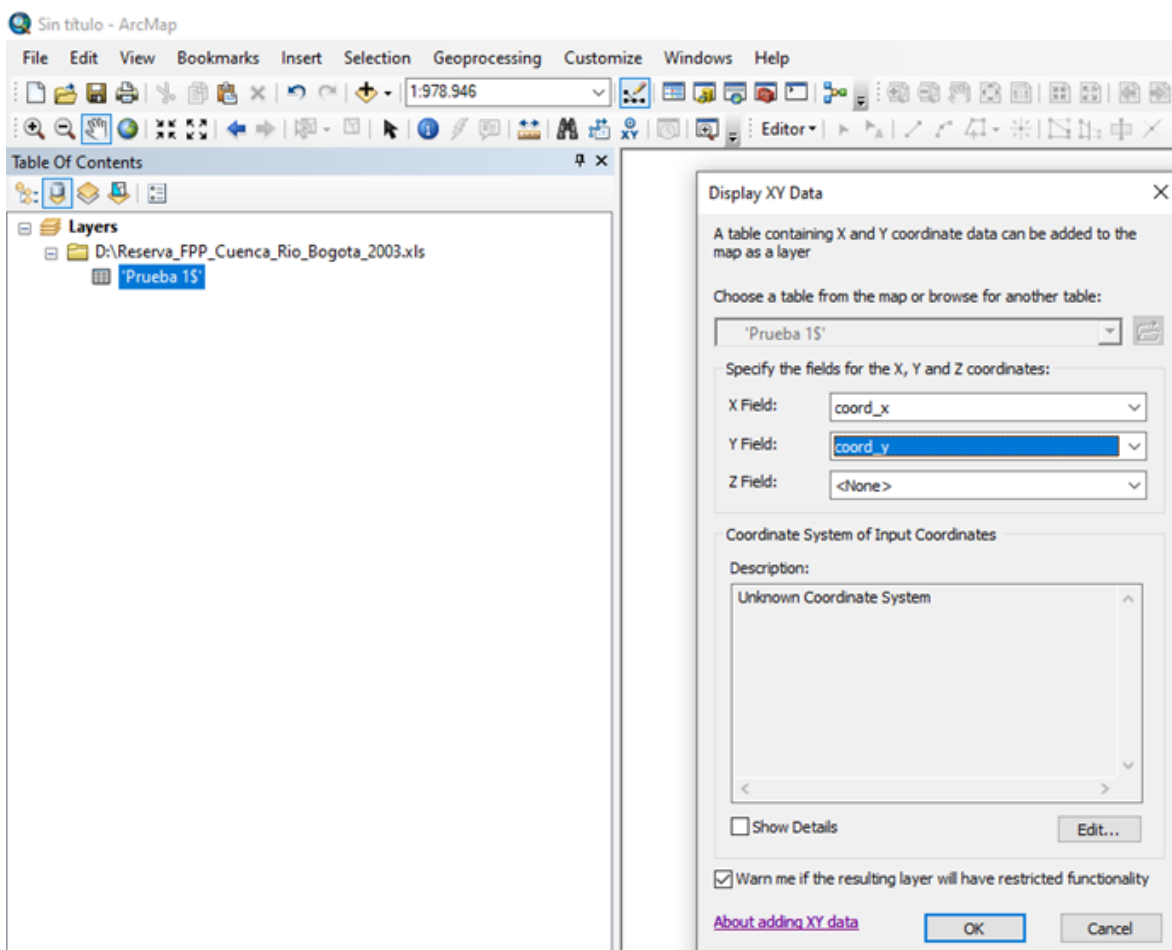 Sin título - ArcMap
File Edit View Bookmarks Insert Selection Geoprocessing Customize Windows Help
1:978.946
Editor
Table Of Contents
Layers
D:\Reserva_FPP_Cuenca_Rio_Bogota_2003.xls
'Prueba 1$'
Display XY Data
A table containing X and Y coordinate data can be added to the
map as a layer
Choose a table from the map or browse for another table:
'Prueba 1$'
Specify the fields for the X, Y and Z coordinates:
X Field: coord_x
Y Field: coord_y
Z Field: <None>
Coordinate System of Input Coordinates
Description:
Unknown Coordinate System
Show Details
Edit...
Warn me if the resulting layer will have restricted functionality
About adding XY data
OK
Cancel